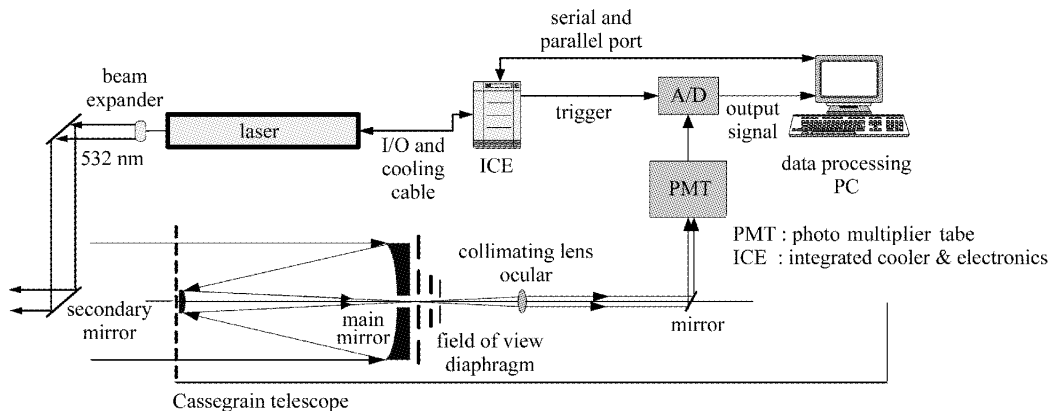 serial and
parallel port
beam
expander
laser
532 nm
I/O and
cooling
cable
ICE
trigger
A/D
output
signal
data processing
PC
PMT
PMT : photo multiplier tabe
ICE : integrated cooler & electronics
collimating lens
ocular
secondary
mirror
main
mirror
field of view
diaphragm
mirror
Cassegrain telescope